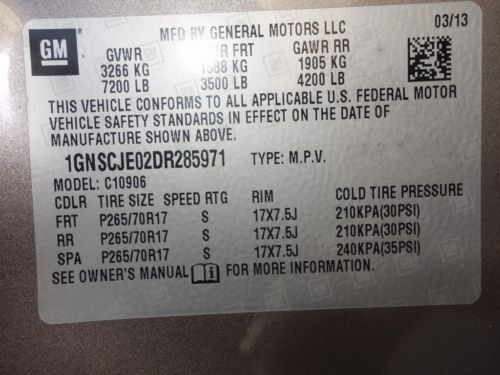 GM
MFD BY GENERAL MOTORS LLC
03/13
GVWR GAWR FRT GAWR RR
3266 KG 1588 KG 1905 KG
7200 LB 3500 LB 4200 LB
THIS VEHICLE CONFORMS TO ALL APPLICABLE U.S. FEDERAL MOTOR
VEHICLE SAFETY STANDARDS IN EFFECT ON THE DATE OF
MANUFACTURE SHOWN ABOVE.
1GNSCJE02DR285971 TYPE: M.P.V.
MODEL: C10906
CDLR TIRE SIZE SPEED RTG RIM COLD TIRE PRESSURE
FRT P265/70R17 S 17X7.5J 210KPA(30PSI)
RR P265/70R17 S 17X7.5J 210KPA(30PSI)
SPA P265/70R17 S 17X7.5J 240KPA(35PSI)
SEE OWNER'S MANUAL FOR MORE INFORMATION.